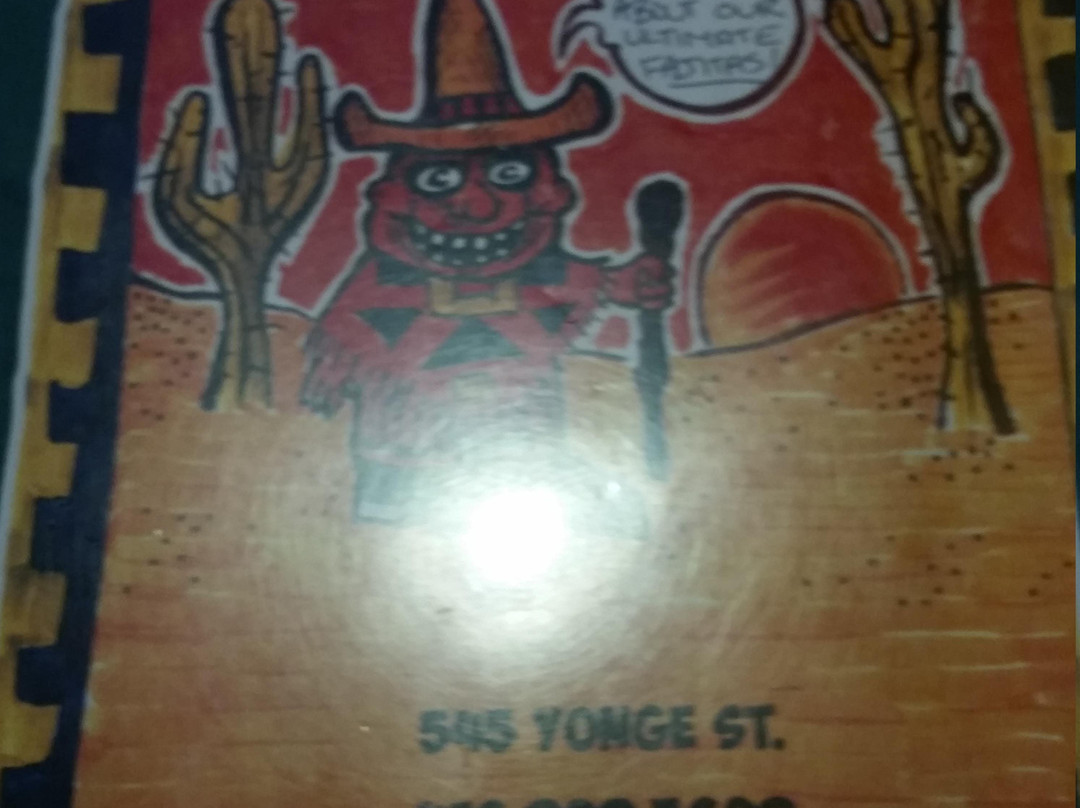 ABOUT OUR
ULTIMATE
FAJITAS!
545 YONGE ST.